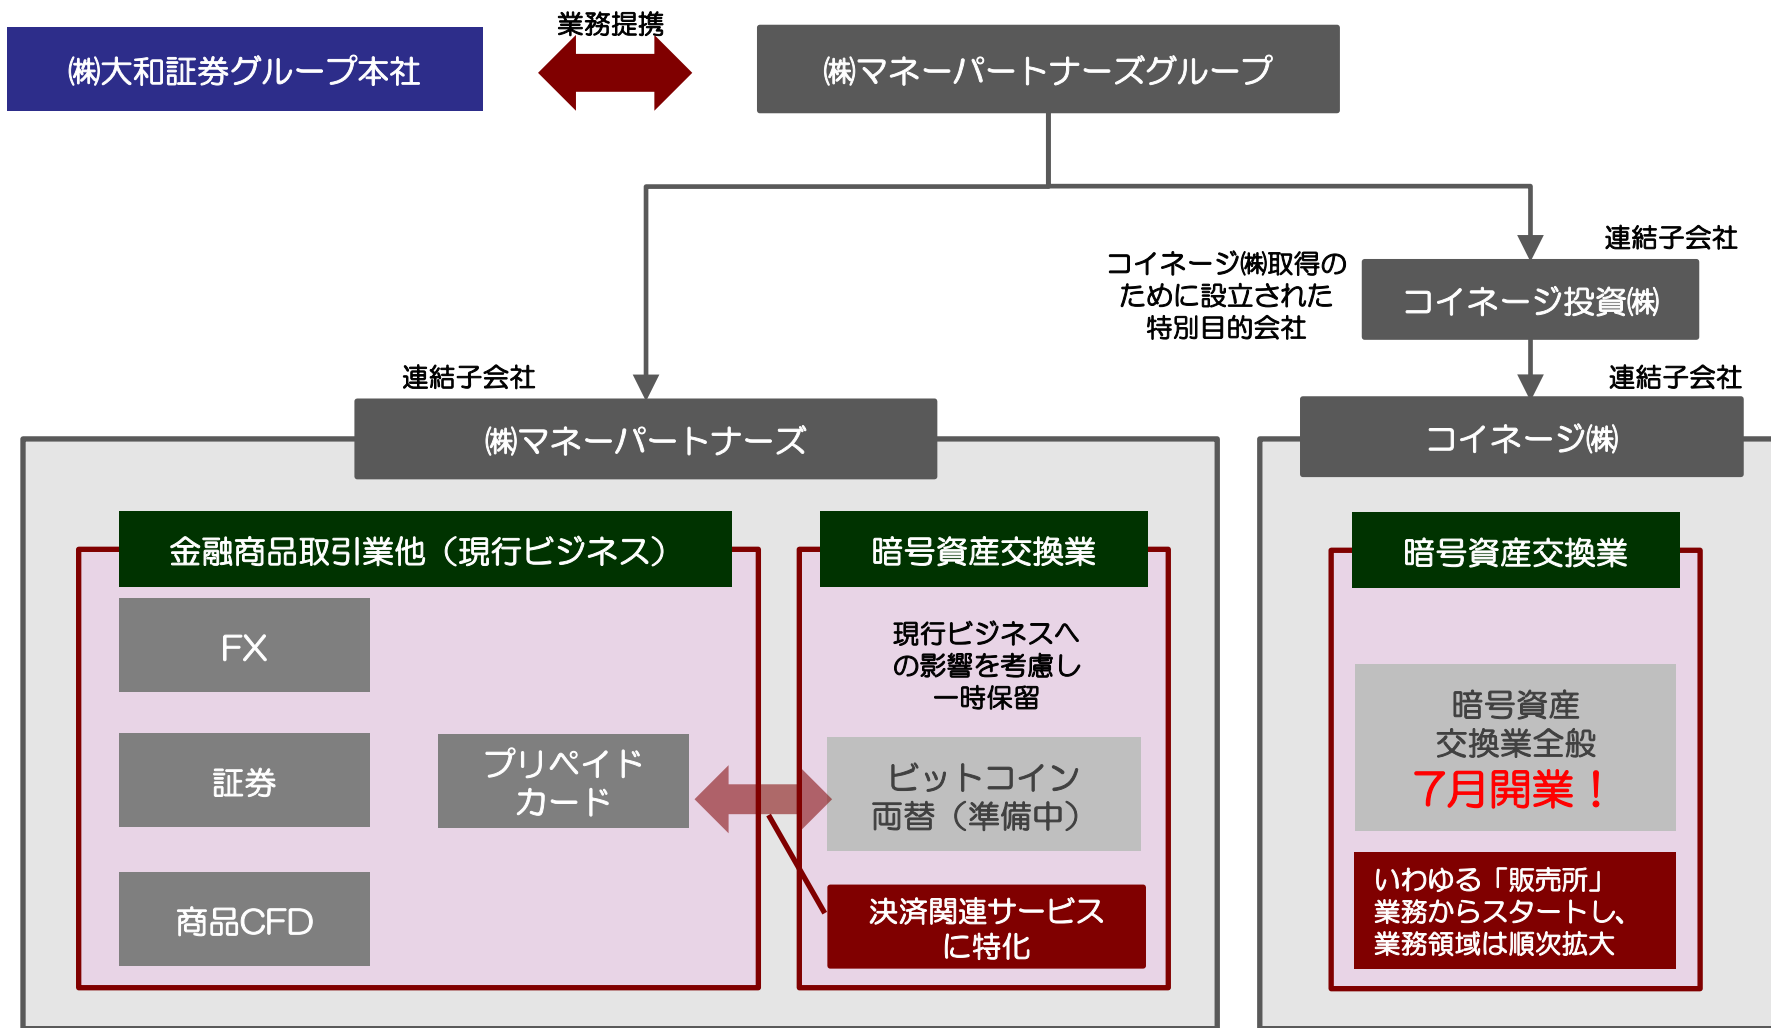 業務提携
㈱大和証券グループ本社
㈱マネーパートナーズグループ
連結子会社
コイネージ㈱取得の
ために設立された
特別目的会社
コイネージ投資㈱
連結子会社
連結子会社
㈱マネーパートナーズ
コイネージ㈱
金融商品取引業他（現行ビジネス）
FX
証券
商品CFD
プリペイド
カード
暗号資産交換業
現行ビジネスへ
の影響を考慮し
一時保留
ビットコイン
両替（準備中）
決済関連サービス
に特化
暗号資産交換業
暗号資産
交換業全般
7月開業！
いわゆる「販売所」
業務からスタートし、
業務領域は順次拡大